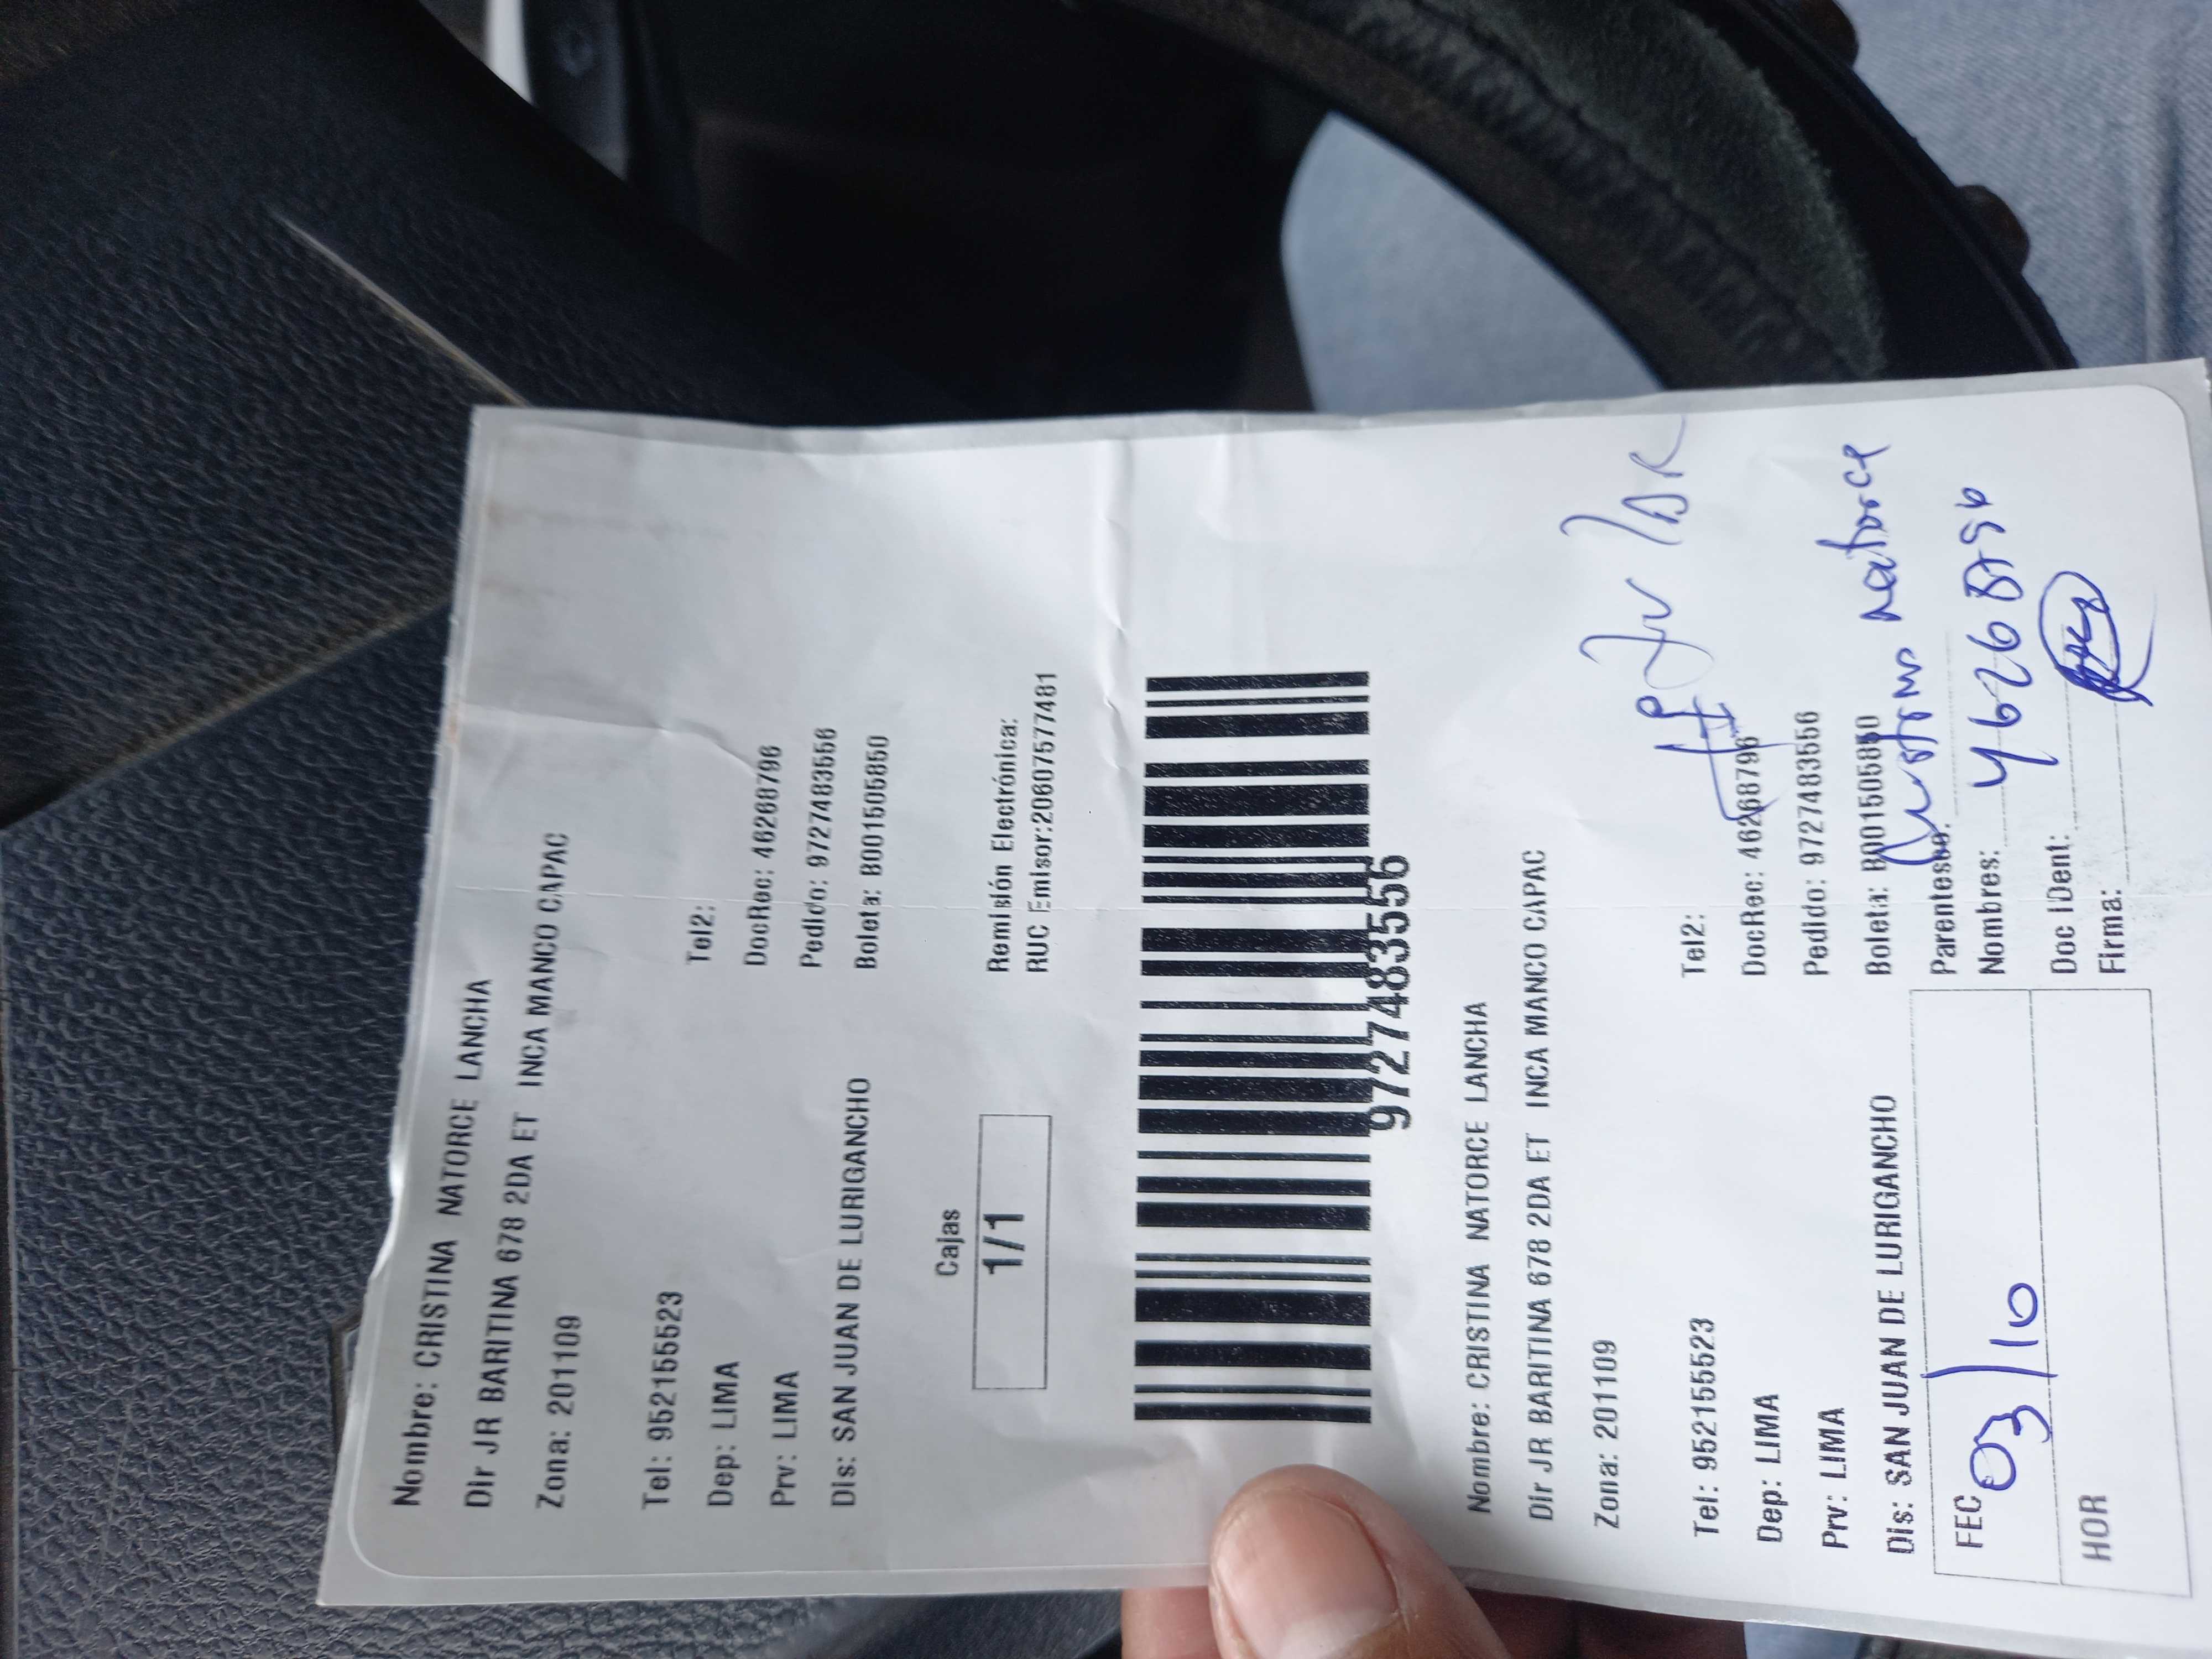 Nombre: CRISTINA NATORCE LANCHA
Dir JR BARITINA 678 2DA ET INCA MANCO CAPAC
Zona: 201109
Tel: 952155523
Tel2:
Dep: LIMA
DocRec: 46268796
Prv: LIMA
Pedido: 9727483556
Dis: SAN JUAN DE LURIGANCHO
Boleta: B001505850
Cajas
1/1
Remisión Electrónica:
RUC Emisor:20607577481
9727483556
Nombre: CRISTINA NATORCE LANCHA
Dir JR BARITINA 678 2DA ET INCA MANCO CAPAC
Zona: 201109
Tel: 952155523
Tel2:
Dep: LIMA
DocRec: 46268796
Prv: LIMA
Pedido: 9727483556
Dis: SAN JUAN DE LURIGANCHO
Boleta: B001505850
FEC 03/10
Parentesco:
natorce
Nombres:
HOR
Doc IDent:
Firma: